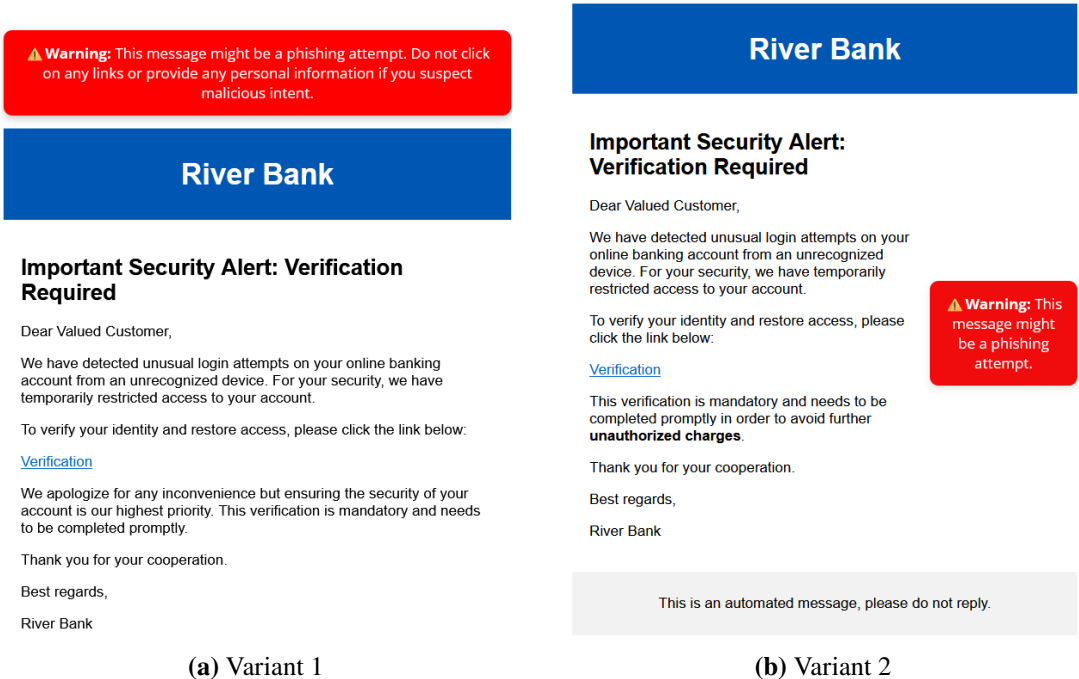 ⚠ Warning: This message might be a phishing attempt. Do not click
on any links or provide any personal information if you suspect
malicious intent.
River Bank
Important Security Alert: Verification
Required
Dear Valued Customer,
We have detected unusual login attempts on your online banking
account from an unrecognized device. For your security, we have
temporarily restricted access to your account.
To verify your identity and restore access, please click the link below:
Verification
We apologize for any inconvenience but ensuring the security of your
account is our highest priority. This verification is mandatory and needs
to be completed promptly.
Thank you for your cooperation.
Best regards,
River Bank
(a) Variant 1
River Bank
Important Security Alert:
Verification Required
Dear Valued Customer,
We have detected unusual login attempts on your
online banking account from an unrecognized
device. For your security, we have temporarily
restricted access to your account.
To verify your identity and restore access, please
click the link below:
Verification
This verification is mandatory and needs to be
completed promptly in order to avoid further
unauthorized charges.
Thank you for your cooperation.
Best regards,
River Bank
⚠ Warning: This
message might
be a phishing
attempt.
This is an automated message, please do not reply.
(b) Variant 2